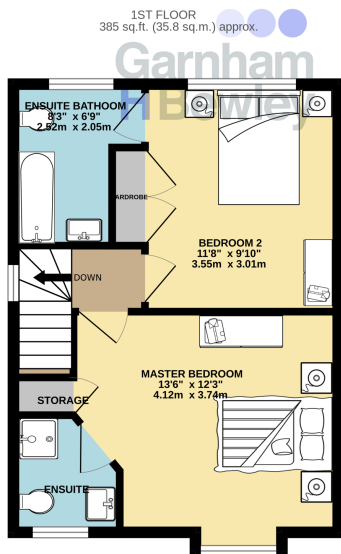 1ST FLOOR
385 sq.ft. (35.8 sq.m.) approx.
Garnham
H Bewley
ENSUITE BATHOOM
8'3" x 6'9"
2.52m x 2.05m
ARDROBE
BEDROOM 2
11'8" x 9'10"
3.55m x 3.01m
DOWN
MASTER BEDROOM
13'6" x 12'3"
4.12m x 3.74m
STORAGE
ENSUITE